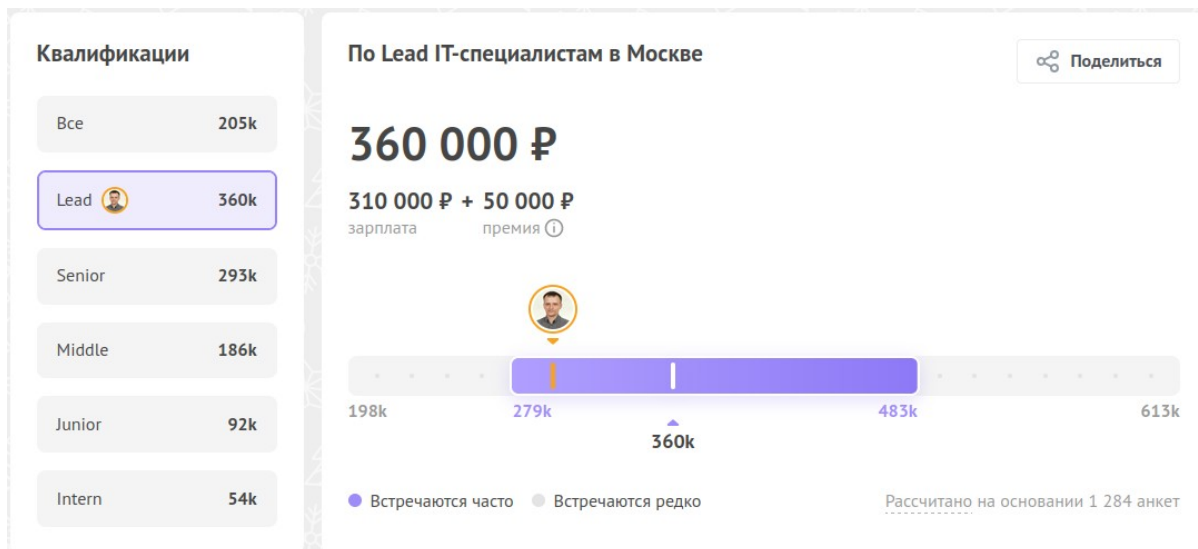 Квалификации
Все 205k
Lead 360k
Senior 293k
Middle 186k
Junior 92k
Intern 54k
По Lead IT-специалистам в Москве
Поделиться
360 000 ₽
310 000 ₽ + 50 000 ₽
зарплата премия
198k 279k 483k 613k
360k
Встречаются часто Встречаются редко
Рассчитано на основании 1 284 анкет